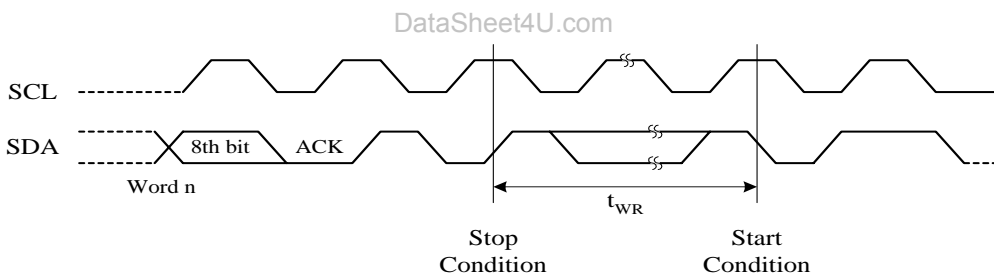 DataSheet4U.com
SCL
SDA
8th bit
ACK
Word n
tWR
Stop
Condition
Start
Condition